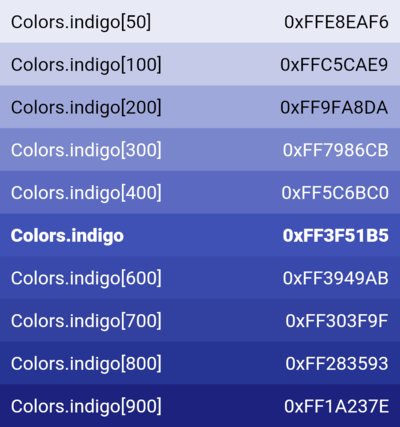 Colors.indigo[50] 0xFFE8EAF6
Colors.indigo[100] 0xFFC5CAE9
Colors.indigo[200] 0xFF9FA8DA
Colors.indigo[300] 0xFF7986CB
Colors.indigo[400] 0xFF5C6BC0
Colors.indigo 0xFF3F51B5
Colors.indigo[600] 0xFF3949AB
Colors.indigo[700] 0xFF303F9F
Colors.indigo[800] 0xFF283593
Colors.indigo[900] 0xFF1A237E